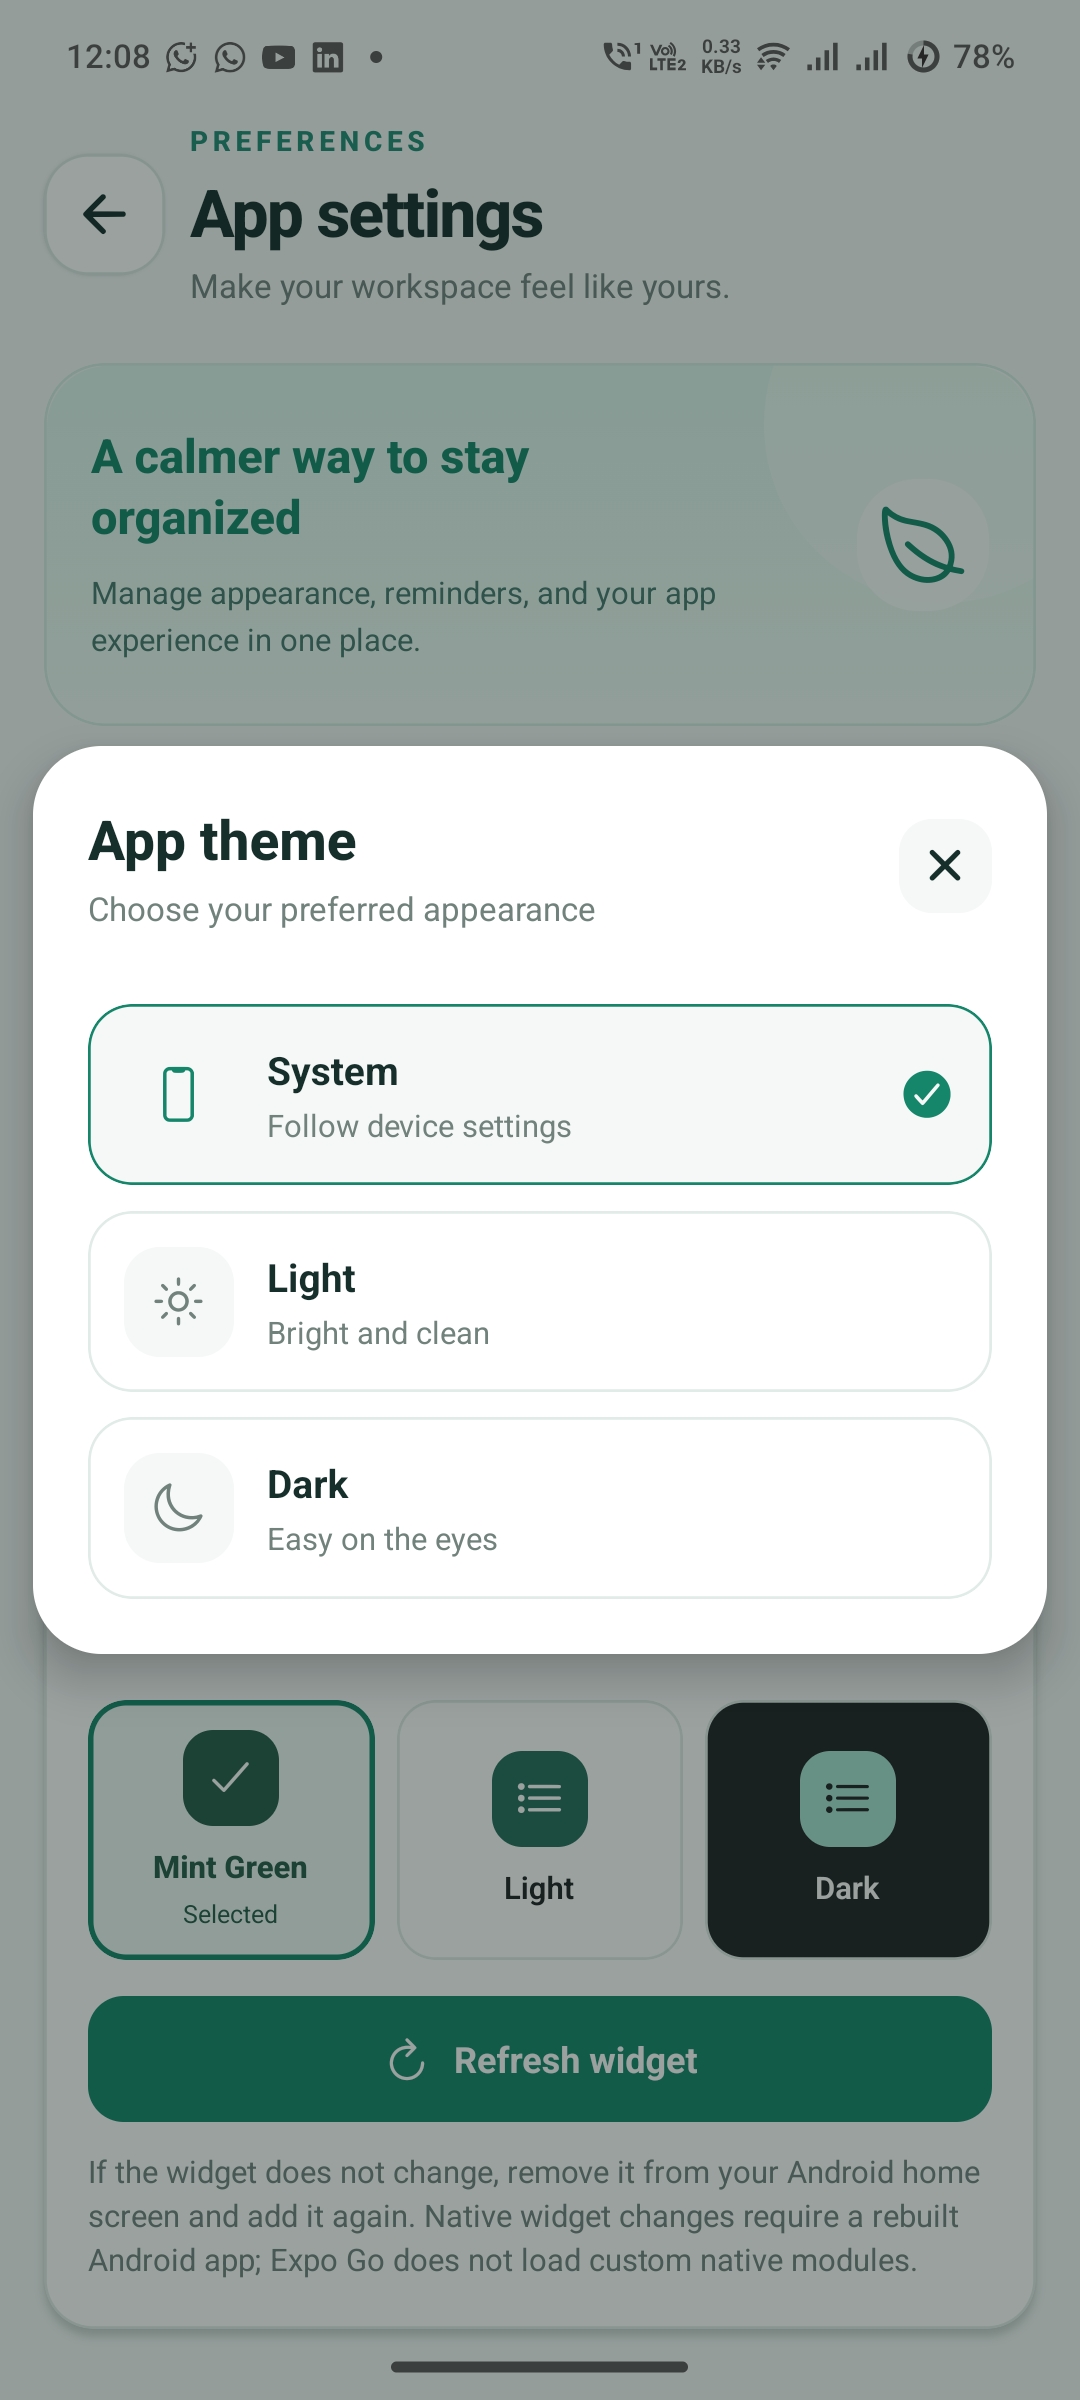 12:08
1 Vo) LTE2 0.33 KB/s 78%
PREFERENCES
App settings
Make your workspace feel like yours.
A calmer way to stay
organized
Manage appearance, reminders, and your app
experience in one place.
App theme
Choose your preferred appearance
System
Follow device settings
Light
Bright and clean
Dark
Easy on the eyes
Mint Green
Selected
Light
Dark
Refresh widget
If the widget does not change, remove it from your Android home
screen and add it again. Native widget changes require a rebuilt
Android app; Expo Go does not load custom native modules.